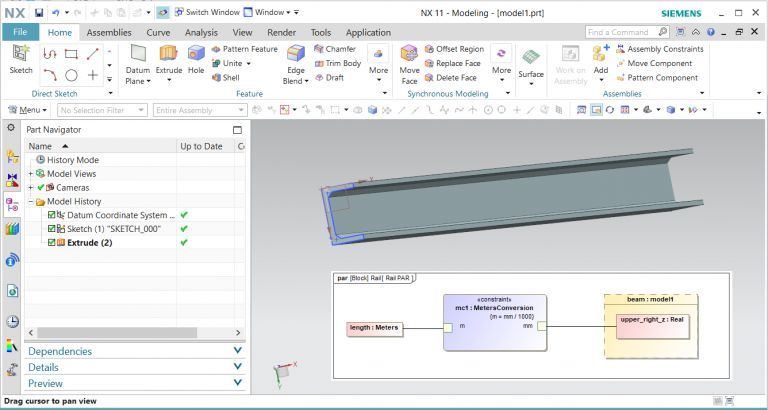 NX Switch Window Window NX 11 - Modeling - [model1.prt] SIEMENS
File Home Assemblies Curve Analysis View Render Tools Application Find a Command
Sketch
Direct Sketch
Datum Plane Extrude Hole
Pattern Feature
Unite
Shell
Edge Blend
Chamfer
Trim Body
Draft
More
Feature
Move Face
Offset Region
Replace Face
Delete Face
More
Synchronous Modeling
Surface
Work on Assembly
Add
Assembly Constraints
Move Component
Pattern Component
Assemblies
Menu No Selection Filter Entire Assembly
Part Navigator
Name Up to Date C
History Mode
Model Views
Cameras
Model History
Datum Coordinate System ...
Sketch (1) "SKETCH_000"
Extrude (2)
Dependencies
Details
Preview
X
par [Block] Rail[ Rail PAR ]
length : Meters
«constraint»
mc1 : MetersConversion
{m = mm / 1000}
m mm
beam : model1
upper_right_z : Real
X
Y
Drag cursor to pan view